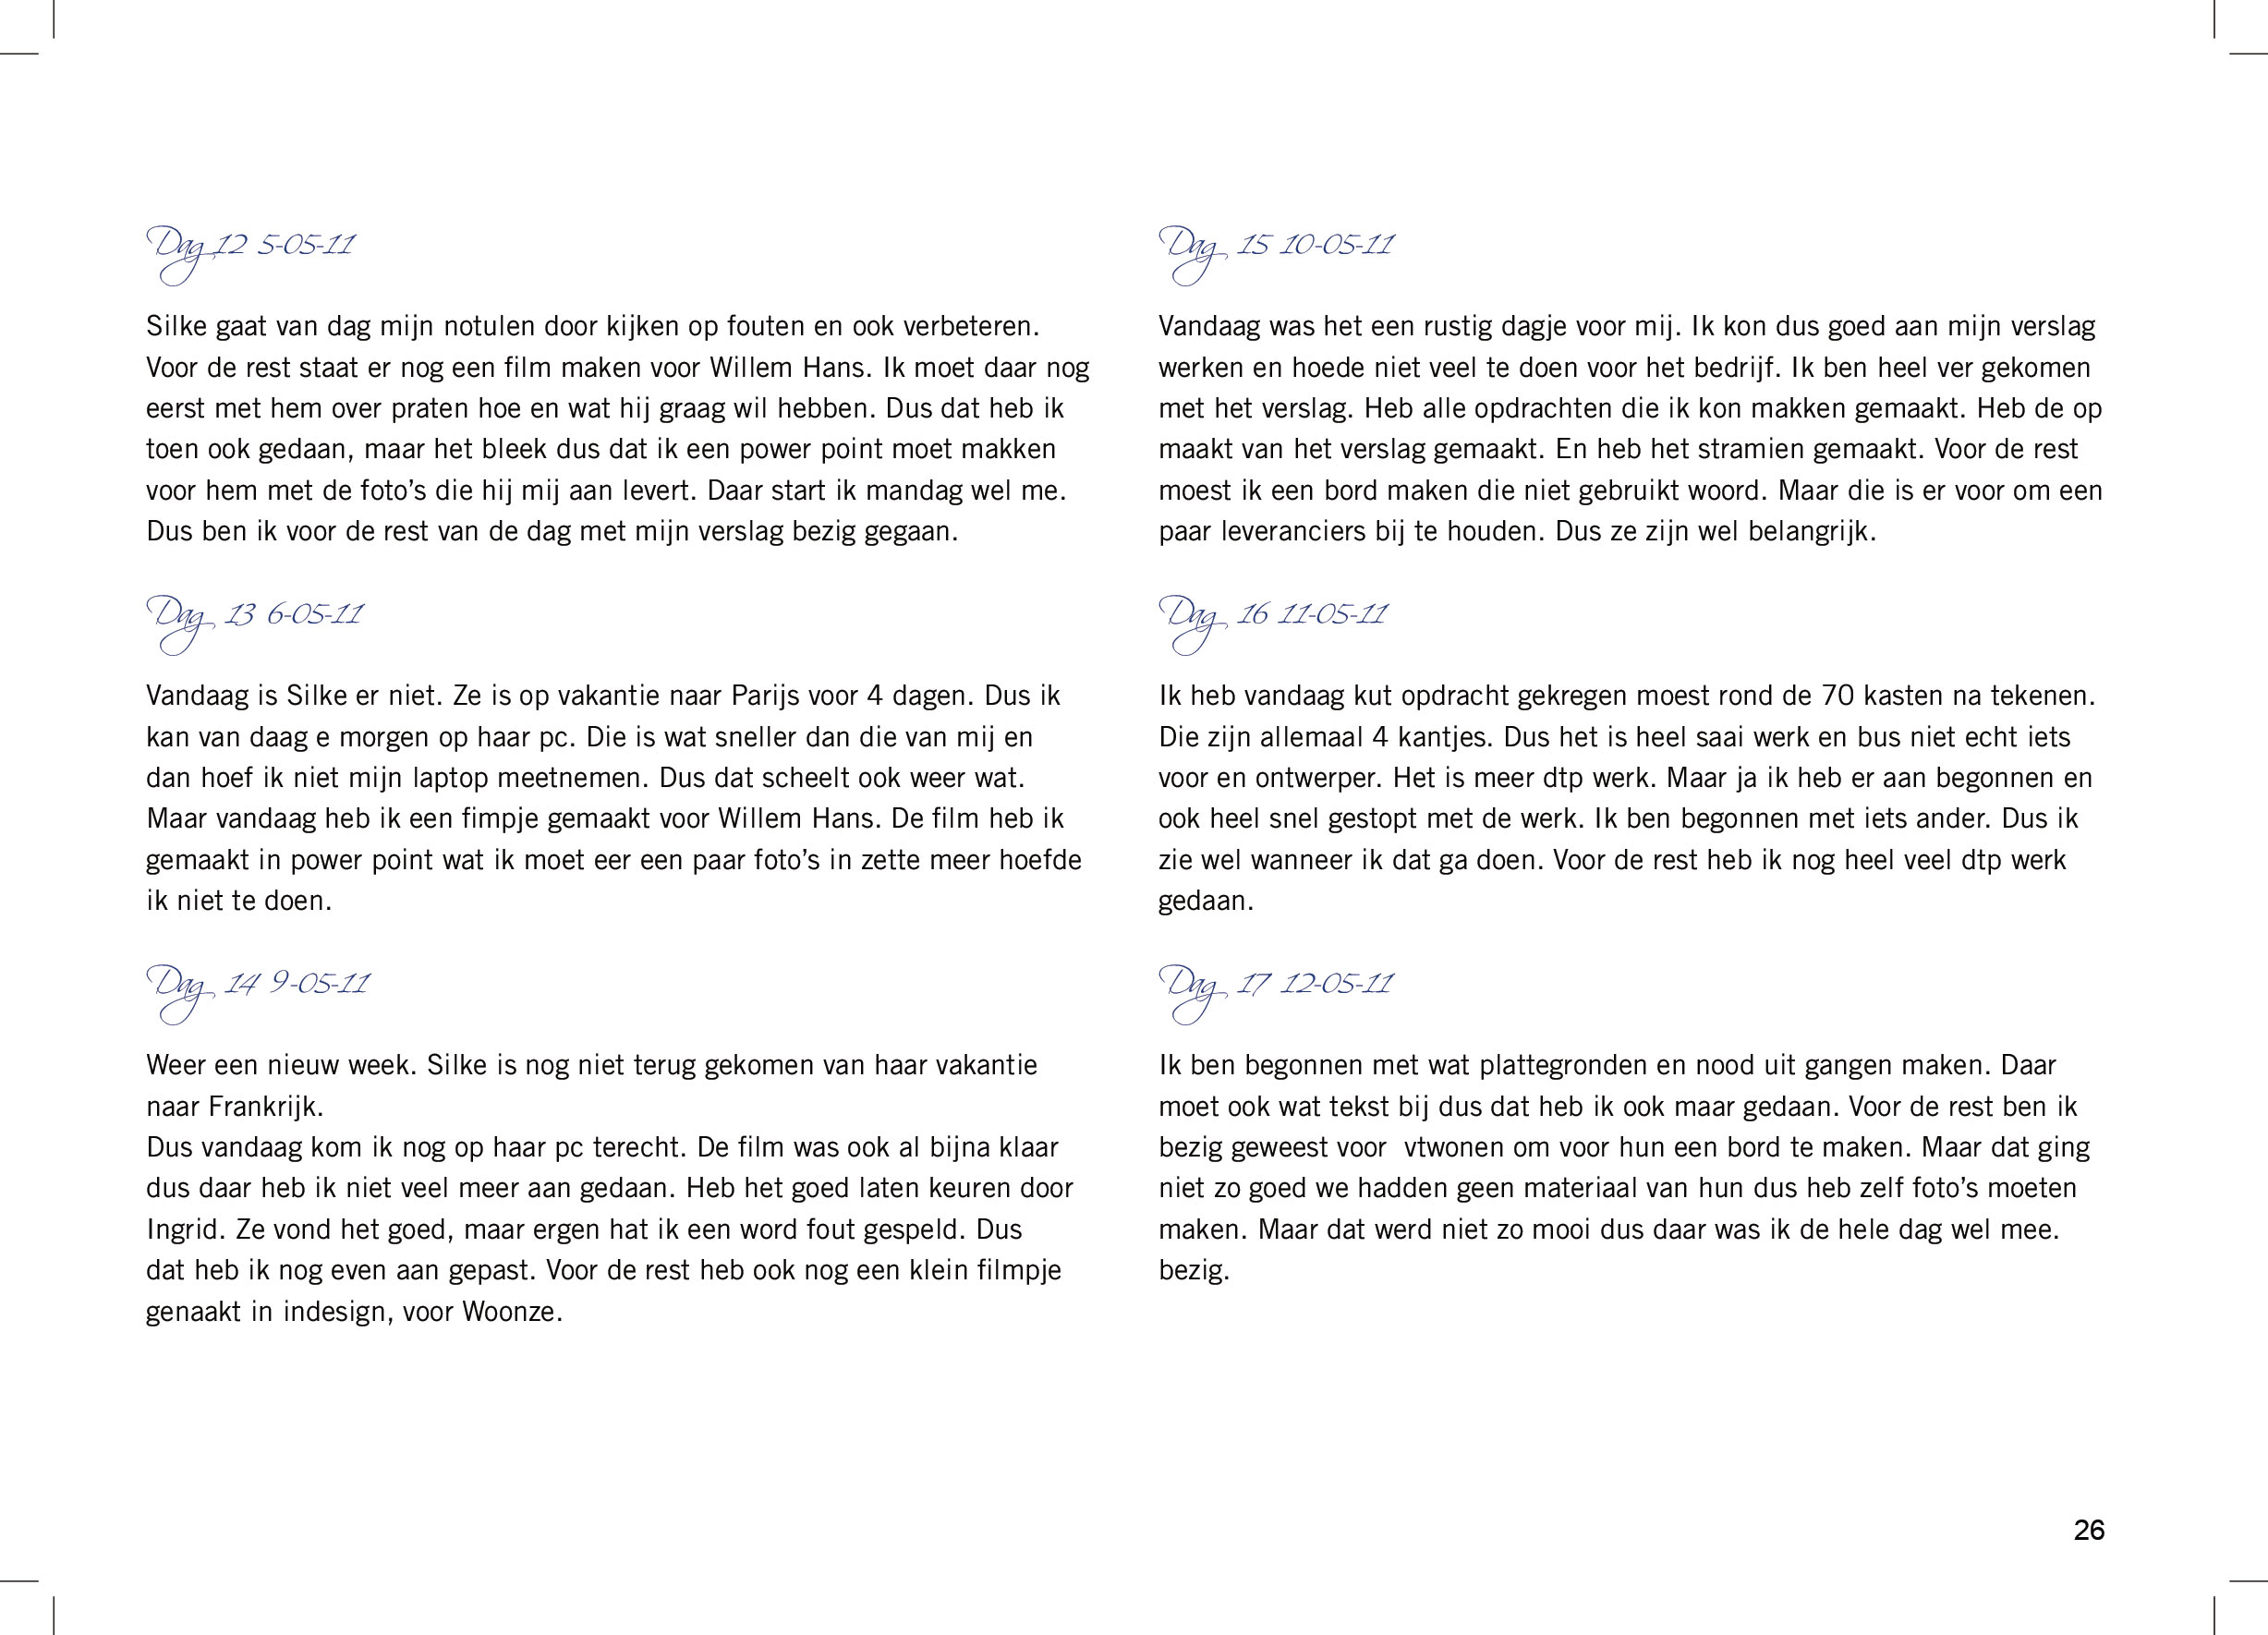 Dag 12 5-05-11
Silke gaat van dag mijn notulen door kijken op fouten en ook verbeteren.
Voor de rest staat er nog een film maken voor Willem Hans. Ik moet daar nog
eerst met hem over praten hoe en wat hij graag wil hebben. Dus dat heb ik
toen ook gedaan, maar het bleek dus dat ik een power point moet makken
voor hem met de foto’s die hij mij aan levert. Daar start ik mandag wel me.
Dus ben ik voor de rest van de dag met mijn verslag bezig gegaan.
Dag 13 6-05-11
Vandaag is Silke er niet. Ze is op vakantie naar Parijs voor 4 dagen. Dus ik
kan van daag e morgen op haar pc. Die is wat sneller dan die van mij en
dan hoef ik niet mijn laptop meetnemen. Dus dat scheelt ook weer wat.
Maar vandaag heb ik een fimpje gemaakt voor Willem Hans. De film heb ik
gemaakt in power point wat ik moet eer een paar foto’s in zette meer hoefde
ik niet te doen.
Dag 14 9-05-11
Weer een nieuw week. Silke is nog niet terug gekomen van haar vakantie
naar Frankrijk.
Dus vandaag kom ik nog op haar pc terecht. De film was ook al bijna klaar
dus daar heb ik niet veel meer aan gedaan. Heb het goed laten keuren door
Ingrid. Ze vond het goed, maar ergen hat ik een word fout gespeld. Dus
dat heb ik nog even aan gepast. Voor de rest heb ook nog een klein filmpje
genaakt in indesign, voor Woonze.
Dag 15 10-05-11
Vandaag was het een rustig dagje voor mij. Ik kon dus goed aan mijn verslag
werken en hoede niet veel te doen voor het bedrijf. Ik ben heel ver gekomen
met het verslag. Heb alle opdrachten die ik kon makken gemaakt. Heb de op
maakt van het verslag gemaakt. En heb het stramien gemaakt. Voor de rest
moest ik een bord maken die niet gebruikt woord. Maar die is er voor om een
paar leveranciers bij te houden. Dus ze zijn wel belangrijk.
Dag 16 11-05-11
Ik heb vandaag kut opdracht gekregen moest rond de 70 kasten na tekenen.
Die zijn allemaal 4 kantjes. Dus het is heel saai werk en bus niet echt iets
voor en ontwerper. Het is meer dtp werk. Maar ja ik heb er aan begonnen en
ook heel snel gestopt met de werk. Ik ben begonnen met iets ander. Dus ik
zie wel wanneer ik dat ga doen. Voor de rest heb ik nog heel veel dtp werk
gedaan.
Dag 17 12-05-11
Ik ben begonnen met wat plattegronden en nood uit gangen maken. Daar
moet ook wat tekst bij dus dat heb ik ook maar gedaan. Voor de rest ben ik
bezig geweest voor  vtwonen om voor hun een bord te maken. Maar dat ging
niet zo goed we hadden geen materiaal van hun dus heb zelf foto’s moeten
maken. Maar dat werd niet zo mooi dus daar was ik de hele dag wel mee.
bezig.
26